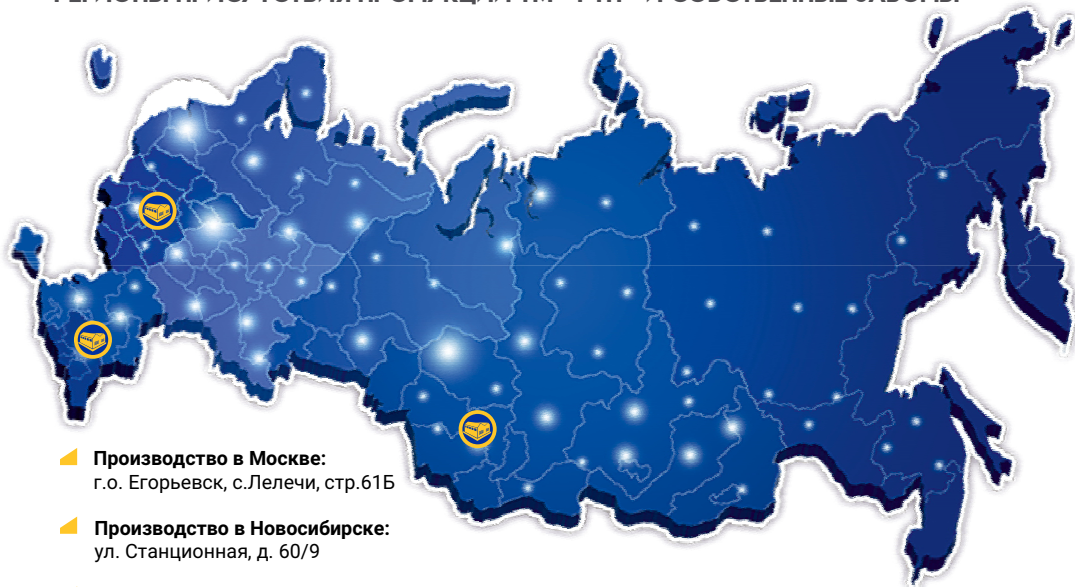 Производство в Москве:
г.о. Егорьевск, с.Лелечи, стр.61Б
Производство в Новосибирске:
ул. Станционная, д. 60/9